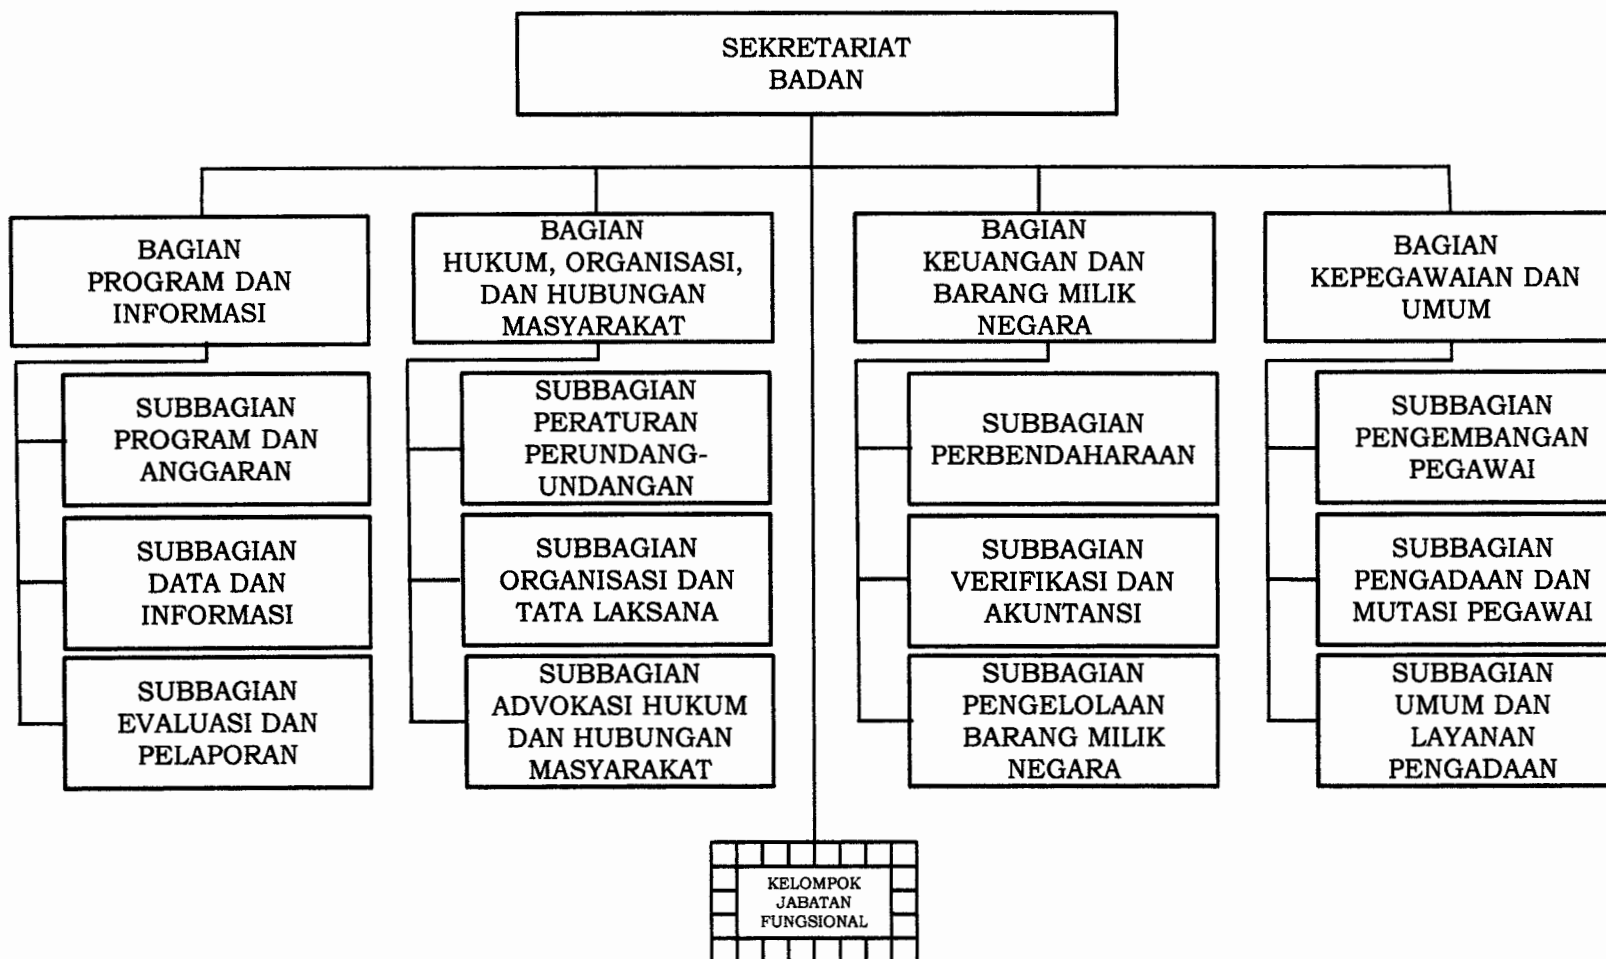 SEKRETARIAT
BADAN
BAGIAN
PROGRAM DAN
INFORMASI
BAGIAN
HUKUM, ORGANISASI,
DAN HUBUNGAN
MASYARAKAT
BAGIAN
KEUANGAN DAN
BARANG MILIK
NEGARA
BAGIAN
KEPEGAWAIAN DAN
UMUM
SUBBAGIAN
PROGRAM DAN
ANGGARAN
SUBBAGIAN
DATA DAN
INFORMASI
SUBBAGIAN
EVALUASI DAN
PELAPORAN
SUBBAGIAN
PERATURAN
PERUNDANG-
UNDANGAN
SUBBAGIAN
ORGANISASI DAN
TATA LAKSANA
SUBBAGIAN
ADVOKASI HUKUM
DAN HUBUNGAN
MASYARAKAT
SUBBAGIAN
PERBENDAHARAAN
SUBBAGIAN
VERIFIKASI DAN
AKUNTANSI
SUBBAGIAN
PENGELOLAAN
BARANG MILIK
NEGARA
SUBBAGIAN
PENGEMBANGAN
PEGAWAI
SUBBAGIAN
PENGADAAN DAN
MUTASI PEGAWAI
SUBBAGIAN
UMUM DAN
LAYANAN
PENGADAAN
KELOMPOK
JABATAN
FUNGSIONAL